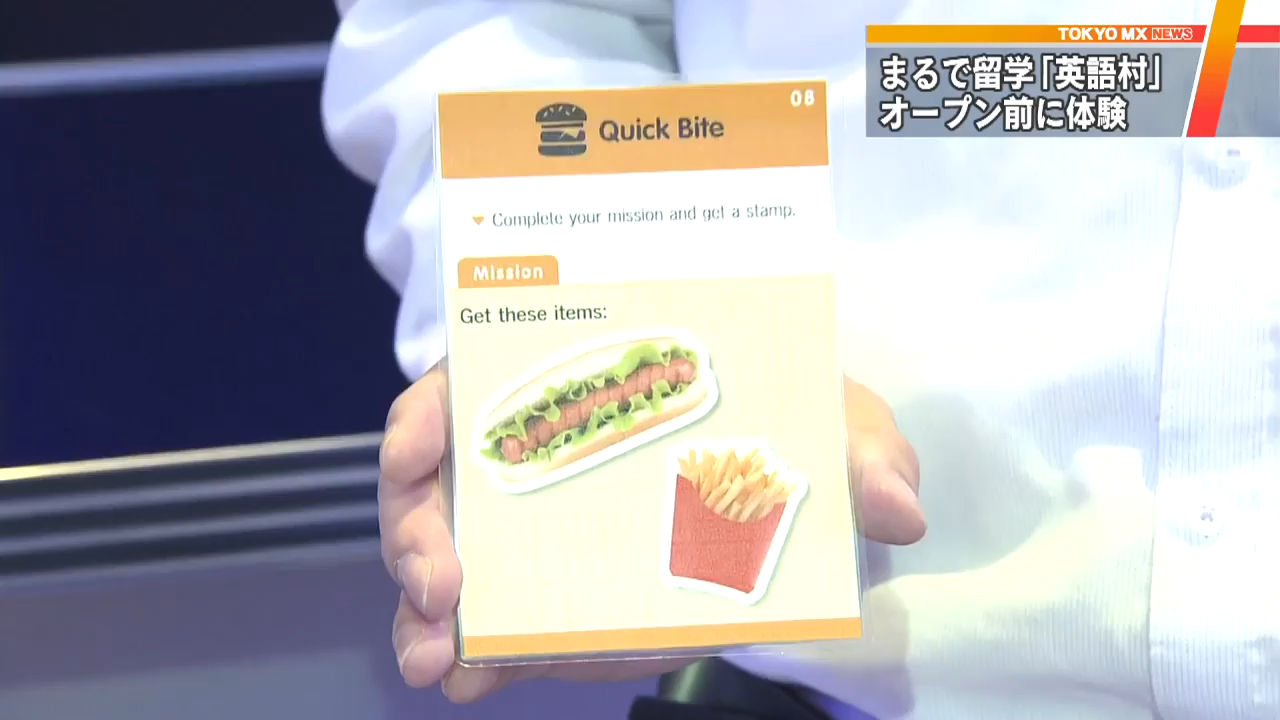 TOKYO MX NEWS
まるで留学「英語村」
オープン前に体験
08
Quick Bite
Complete your mission and get a stamp.
Mission
Get these items: